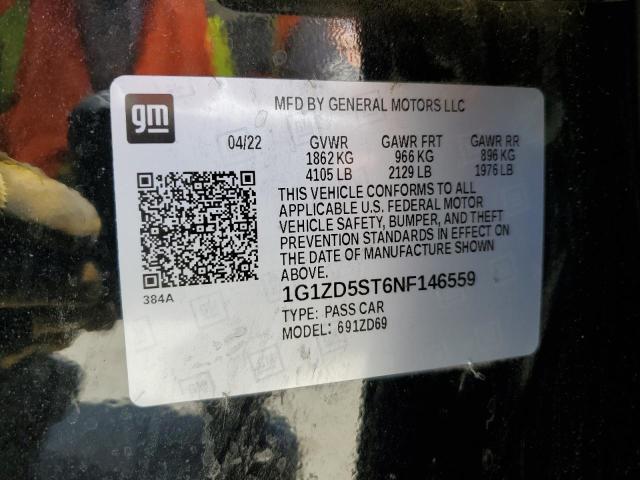 gm
MFD BY GENERAL MOTORS LLC
04/22 GVWR GAWR FRT GAWR RR
1862 KG 966 KG 896 KG
4105 LB 2129 LB 1976 LB
THIS VEHICLE CONFORMS TO ALL
APPLICABLE U.S. FEDERAL MOTOR
VEHICLE SAFETY, BUMPER, AND THEFT
PREVENTION STANDARDS IN EFFECT ON
THE DATE OF MANUFACTURE SHOWN
ABOVE.
384A
1G1ZD5ST6NF146559
TYPE: PASS CAR
MODEL: 691ZD69